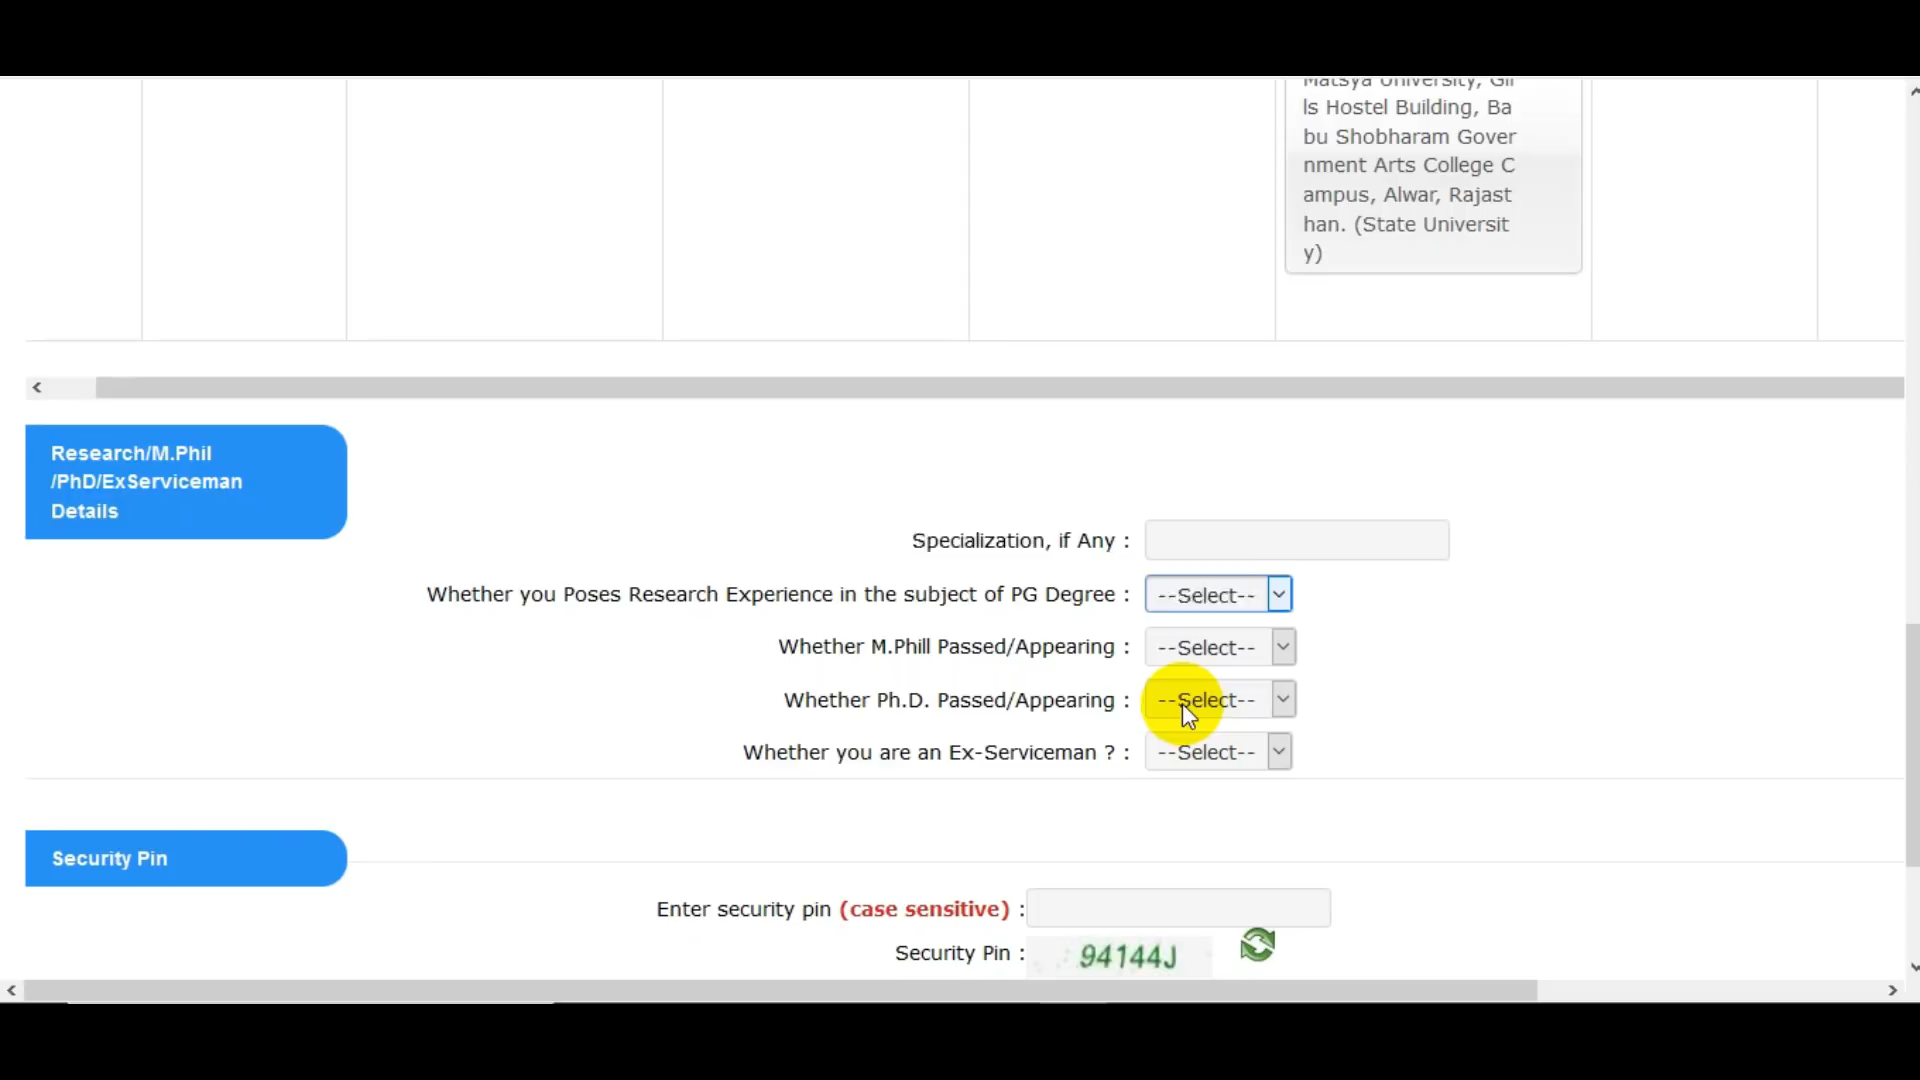 Matsya University, Gir
ls Hostel Building, Ba
bu Shobharam Gover
nment Arts College C
ampus, Alwar, Rajast
han. (State Universit
y)
Research/M.Phil
/PhD/ExServiceman
Details
Specialization, if Any :
Whether you Poses Research Experience in the subject of PG Degree : --Select--
Whether M.Phill Passed/Appearing : --Select--
Whether Ph.D. Passed/Appearing : --Select--
Whether you are an Ex-Serviceman ? : --Select--
Security Pin
Enter security pin (case sensitive) :
Security Pin : 94144J